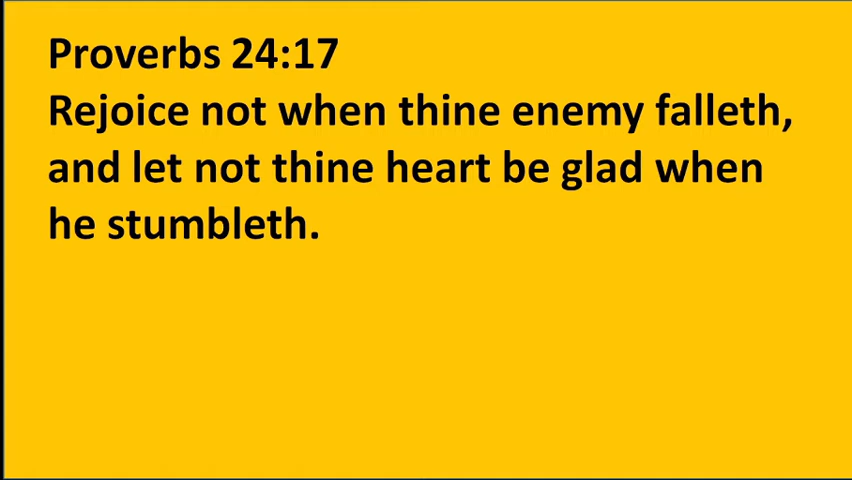 Proverbs 24:17
Rejoice not when thine enemy falleth,
and let not thine heart be glad when
he stumbleth.